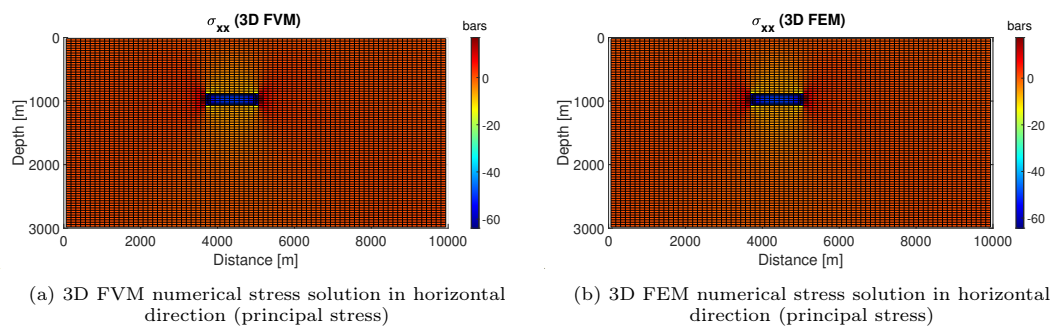 σxx (3D FVM)
bars
0
1000
2000
3000
Depth [m]
0 2000 4000 6000 8000 10000
Distance [m]
0
-20
-40
-60
(a) 3D FVM numerical stress solution in horizontal
direction (principal stress)
σxx (3D FEM)
bars
0
1000
2000
3000
Depth [m]
0 2000 4000 6000 8000 10000
Distance [m]
0
-20
-40
-60
(b) 3D FEM numerical stress solution in horizontal
direction (principal stress)